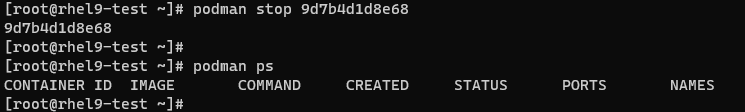 [root@rhel9-test ~]# podman stop 9d7b4d1d8e68
9d7b4d1d8e68
[root@rhel9-test ~]#
[root@rhel9-test ~]# podman ps
CONTAINER ID  IMAGE       COMMAND     CREATED     STATUS      PORTS       NAMES
[root@rhel9-test ~]#